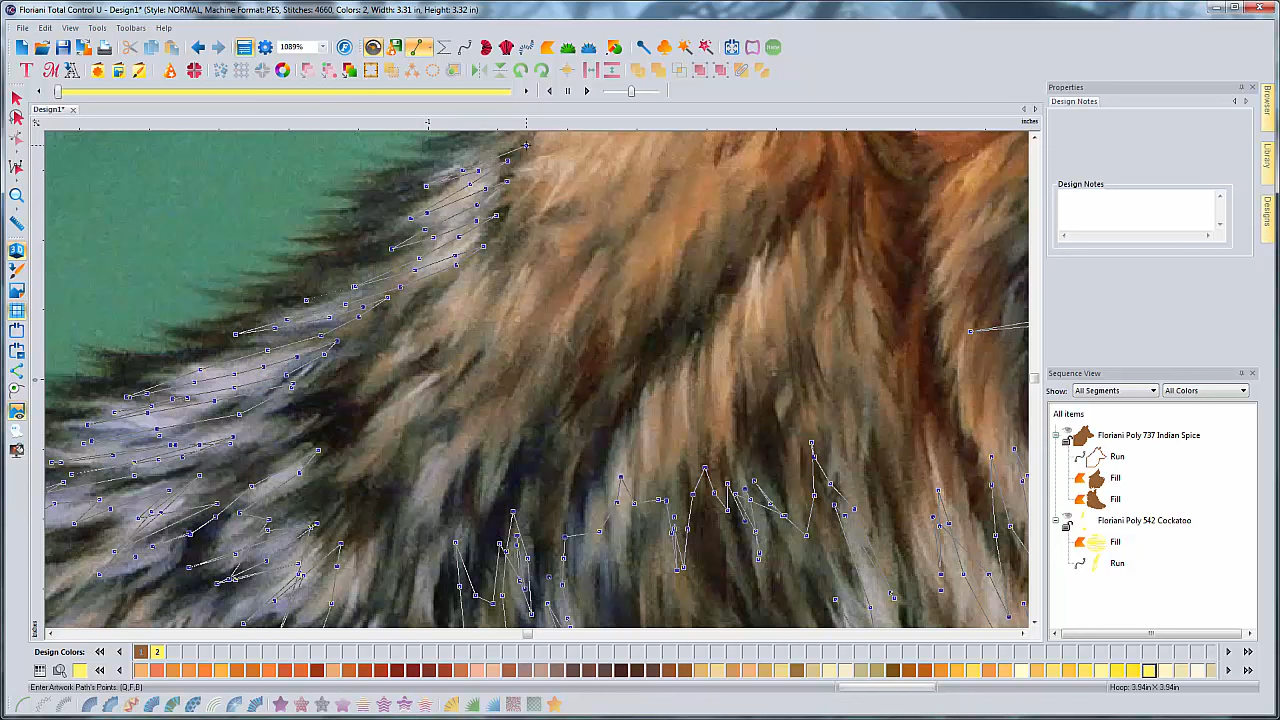 Floriani Total Control U - Design1* (Style: NORMAL, Machine Format: PES, Stitches: 4660, Colors: 2, Width: 3.31 in, Height: 3.32 in)
File Edit View Tools Toolbars Help
1089%
Design1*
inches
Properties
Design Notes
Design Notes
Browser
Library
Designs
Sequence View
Show: All Segments All Colors
All items
Floriani Poly 737 Indian Spice
Run
Fill
Fill
Floriani Poly 542 Cockatoo
Fill
Run
inches
Design Colors: 1 2
Enter Artwork: Path's Points: (Q,F,B)
Hoop: 3.94in X 3.94in